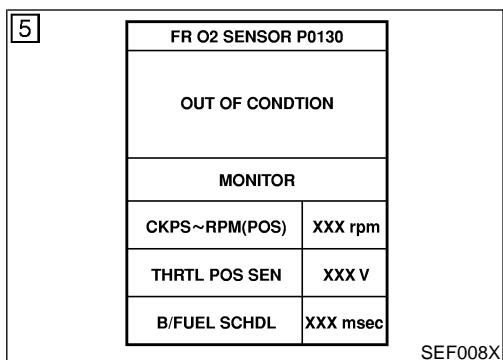 5
FR O2 SENSOR P0130
OUT OF CONDTION
MONITOR
CKPS~RPM(POS) XXX rpm
THRTL POS SEN XXX V
B/FUEL SCHDL XXX msec
SEF008X